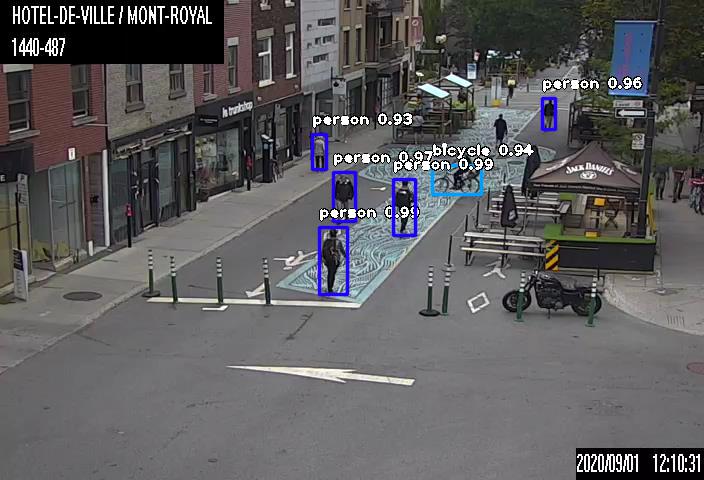 HOTEL-DE-VILLE / MONT-ROYAL
1440-487
person 0.96
person 0.93
bicycle 0.94
person 0.97
person 0.99
person 0.99
JACK DANIEL'S
2020/09/01 12:10:31